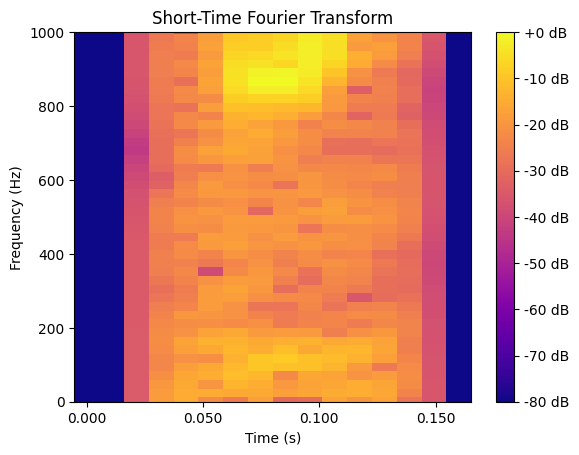 Short-Time Fourier Transform
1000
800
600
400
200
0
Frequency (Hz)
0.000
0.050
0.100
0.150
Time (s)
+0 dB
-10 dB
-20 dB
-30 dB
-40 dB
-50 dB
-60 dB
-70 dB
-80 dB